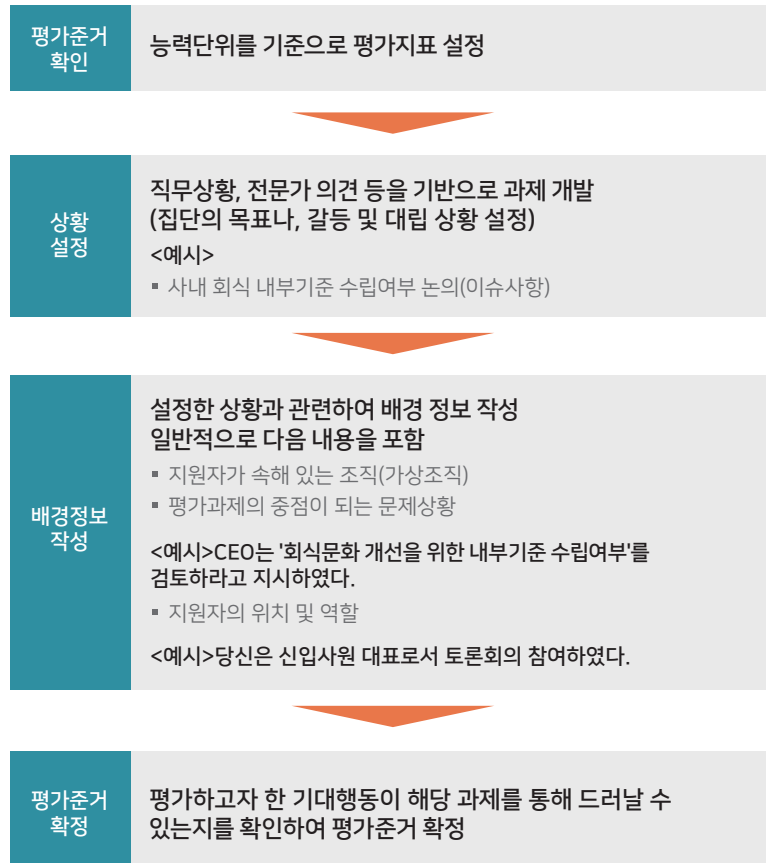 평가준거
확인
능력단위를 기준으로 평가지표 설정
상황
설정
직무상황, 전문가 의견 등을 기반으로 과제 개발
(집단의 목표나, 갈등 및 대립 상황 설정)
<예시>
▪ 사내 회식 내부기준 수립여부 논의(이슈사항)
배경정보
작성
설정한 상황과 관련하여 배경 정보 작성
일반적으로 다음 내용을 포함
▪ 지원자가 속해 있는 조직(가상조직)
▪ 평가과제의 중점이 되는 문제상황
<예시>CEO는 '회식문화 개선을 위한 내부기준 수립여부'를
검토하라고 지시하였다.
▪ 지원자의 위치 및 역할
<예시>당신은 신입사원 대표로서 토론회의 참여하였다.
평가준거
확정
평가하고자 한 기대행동이 해당 과제를 통해 드러날 수
있는지를 확인하여 평가준거 확정